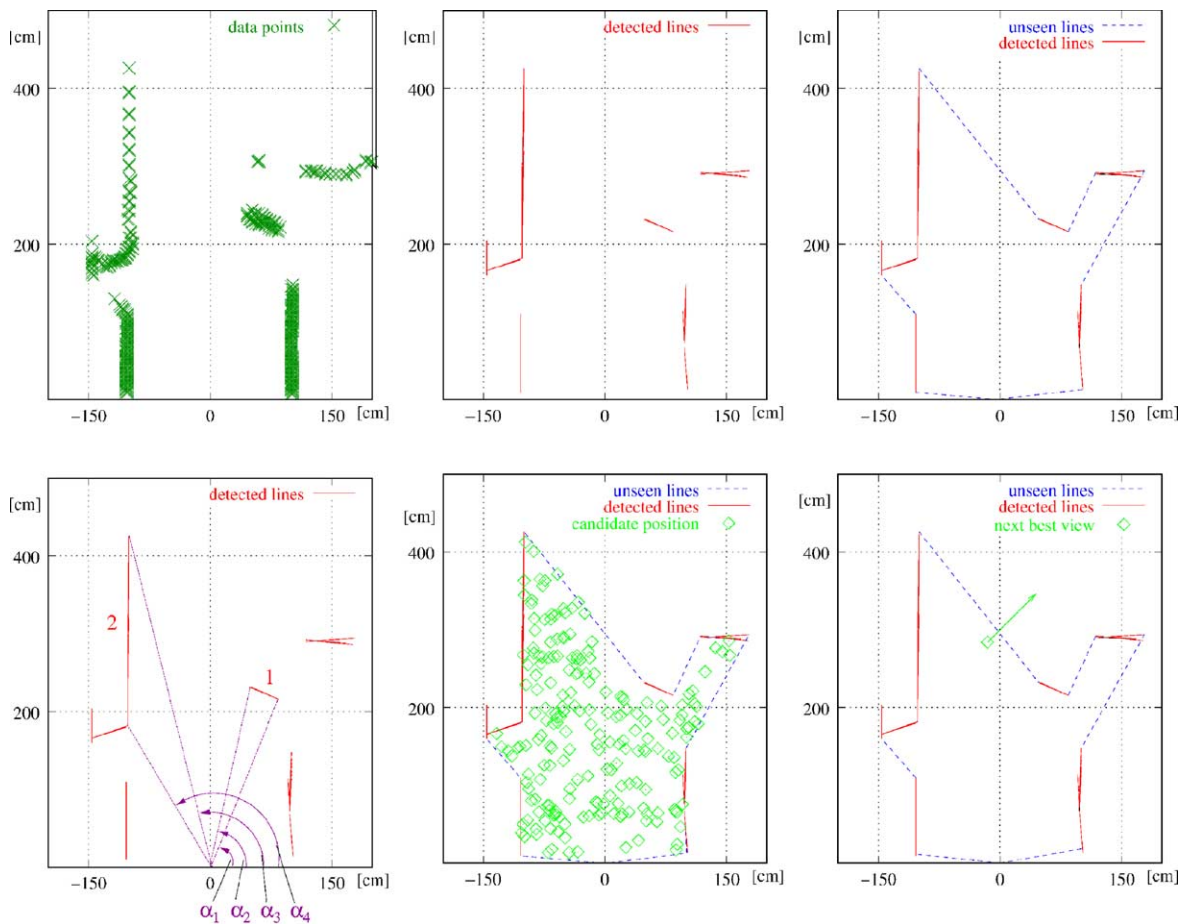 [cm]
data points
400
200
-150
0
150
[cm]
[cm]
detected lines
400
200
-150
0
150
[cm]
[cm]
unseen lines
detected lines
400
200
-150
0
150
[cm]
[cm]
detected lines
400
2
1
200
-150
0
150
[cm]
α1 α2 α3 α4
[cm]
unseen lines
detected lines
candidate position
400
200
0
-150
0
150
[cm]
[cm]
unseen lines
detected lines
next best view
400
200
0
-150
0
150
[cm]